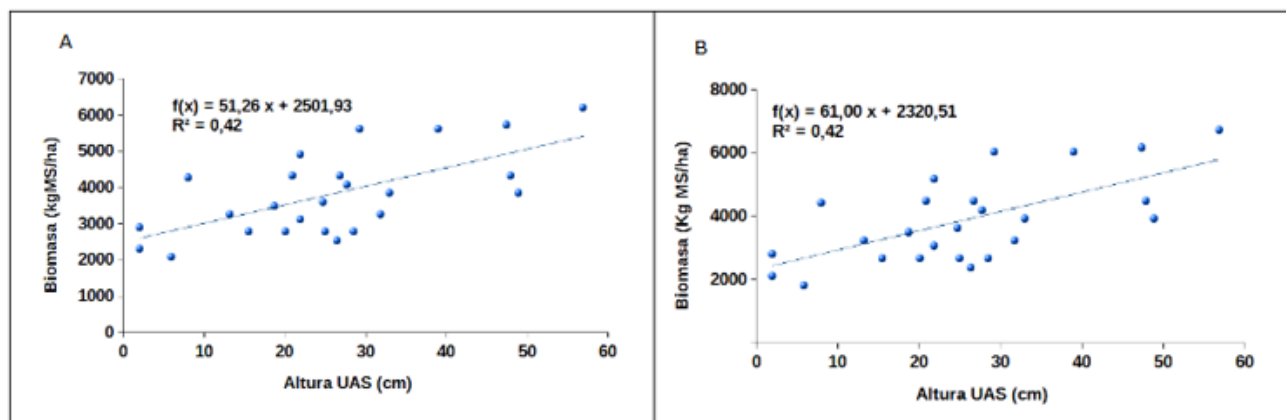 A
Biomasa (kgMS/ha)
7000
6000
5000
4000
3000
2000
1000
0
f(x) = 51,26 x + 2501,93
R² = 0,42
0 10 20 30 40 50 60
Altura UAS (cm)
B
Biomasa (Kg MS/ha)
8000
6000
4000
2000
f(x) = 61,00 x + 2320,51
R² = 0,42
0 10 20 30 40 50 60
Altura UAS (cm)